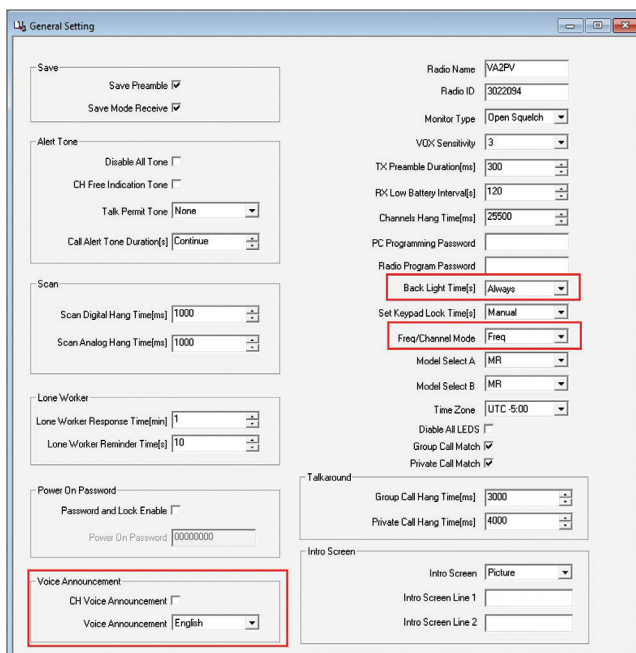 General Setting
Save
Save Preamble
Save Mode Receive
Alert Tone
Disable All Tone
CH Free Indication Tone
Talk Permit Tone None
Call Alert Tone Duration[s] Continue
Scan
Scan Digital Hang Time[ms] 1000
Scan Analog Hang Time[ms] 1000
Lone Worker
Lone Worker Response Time[min] 1
Lone Worker Reminder Time[s] 10
Power On Password
Password and Lock Enable
Power On Password 00000000
Voice Announcement
CH Voice Announcement
Voice Announcement English
Radio Name VA2PV
Radio ID 3022094
Monitor Type Open Squelch
VOX Sensitivity 3
TX Preamble Duration[ms] 300
RX Low Battery Interval[s] 120
Channels Hang Time[ms] 25500
PC Programming Password
Radio Program Password
Back Light Time[s] Always
Set Keypad Lock Time[s] Manual
Freq/Channel Mode Freq
Model Select A MR
Model Select B MR
Time Zone UTC -5:00
Diable All LEDS
Group Call Match
Private Call Match
Talkaround
Group Call Hang Time[ms] 3000
Private Call Hang Time[ms] 4000
Intro Screen
Intro Screen Picture
Intro Screen Line 1
Intro Screen Line 2